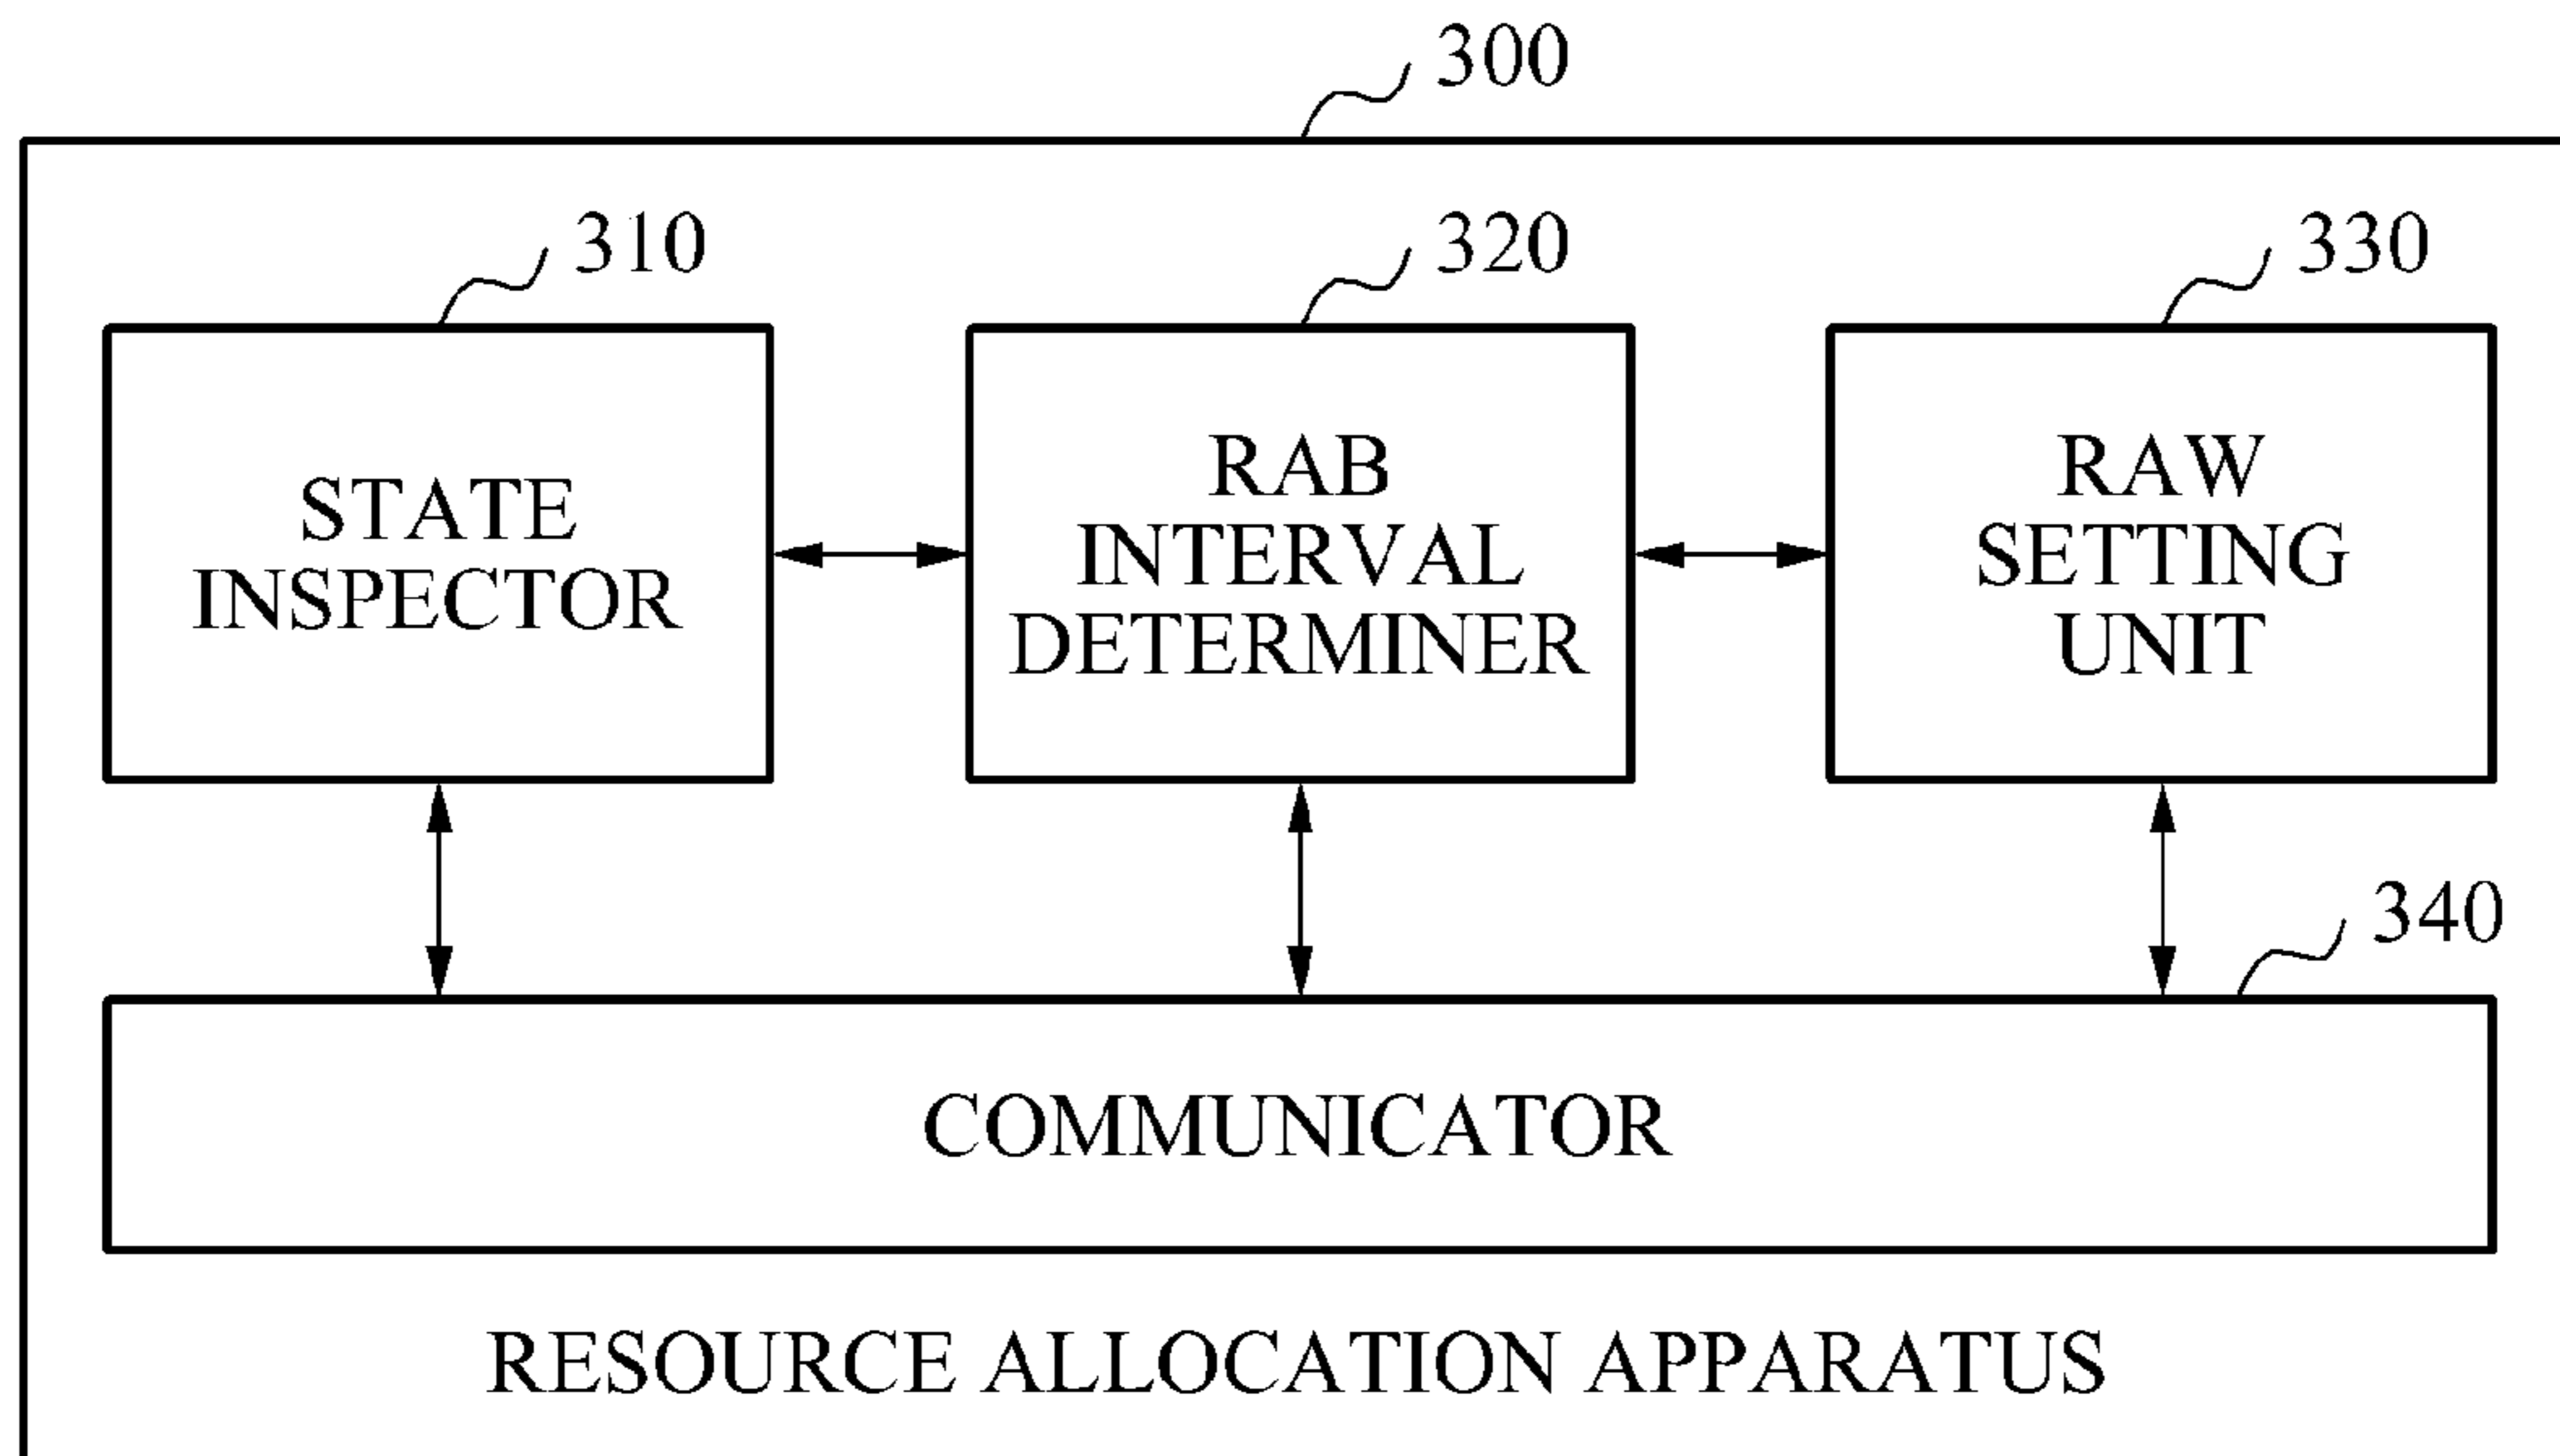 300
310
320
330
STATE
INSPECTOR
RAB
INTERVAL
DETERMINER
RAW
SETTING
UNIT
340
COMMUNICATOR
RESOURCE ALLOCATION APPARATUS